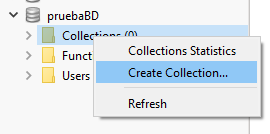 pruebaBD
Collections (0)
Collections Statistics
Funct
Create Collection...
Users
Refresh